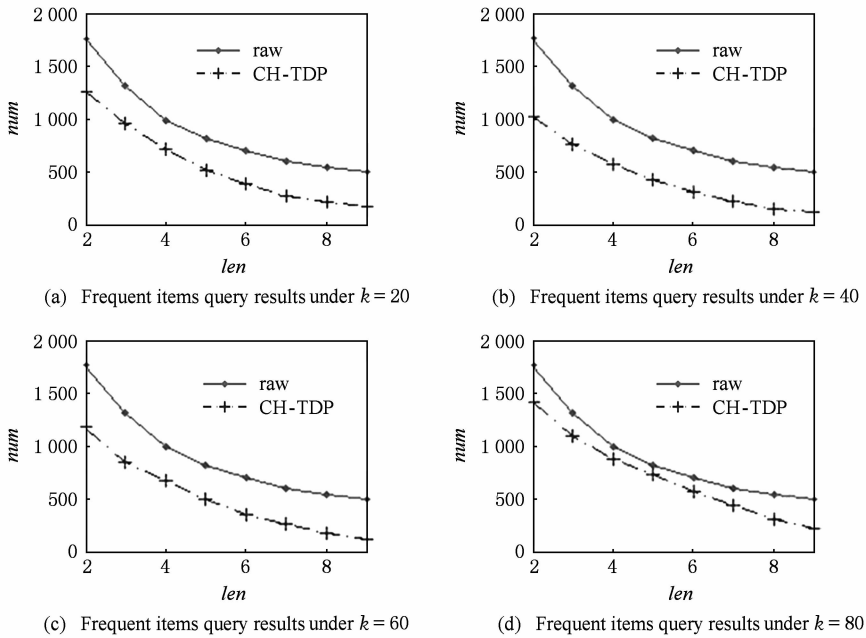 2 000
1 500
1 000
500
0
num
raw
CH-TDP
2 4 6 8
len
(a) Frequent items query results under k = 20
2 000
1 500
1 000
500
0
num
raw
CH-TDP
2 4 6 8
len
(b) Frequent items query results under k = 40
2 000
1 500
1 000
500
0
num
raw
CH-TDP
2 4 6 8
len
(c) Frequent items query results under k = 60
2 000
1 500
1 000
500
0
num
raw
CH-TDP
2 4 6 8
len
(d) Frequent items query results under k = 80